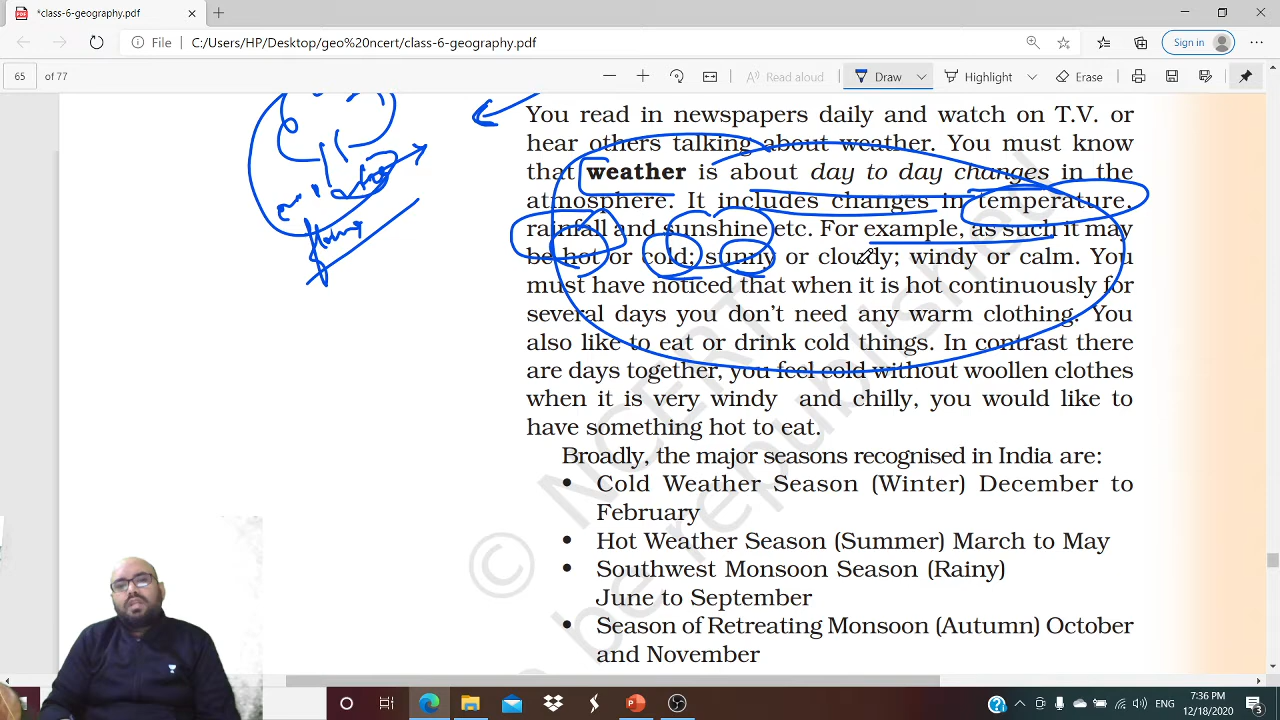 *class-6-geography.pdf
File
C:/Users/HP/Desktop/geo%20ncert/class-6-geography.pdf
Sign in
65 of 77
Read aloud
Draw
Highlight
Erase
You read in newspapers daily and watch on T.V. or
hear others talking about weather. You must know
that weather is about day to day changes in the
atmosphere. It includes changes in temperature,
rainfall and sunshine etc. For example, as such it may
be hot or cold; sunny or cloudy; windy or calm. You
must have noticed that when it is hot continuously for
several days you don't need any warm clothing. You
also like to eat or drink cold things. In contrast there
are days together, you feel cold without woollen clothes
when it is very windy and chilly, you would like to
have something hot to eat.
Broadly, the major seasons recognised in India are:
• Cold Weather Season (Winter) December to
February
• Hot Weather Season (Summer) March to May
• Southwest Monsoon Season (Rainy)
June to September
• Season of Retreating Monsoon (Autumn) October
and November
© NCERT
be republished
ENG
7:36 PM
12/18/2020
3